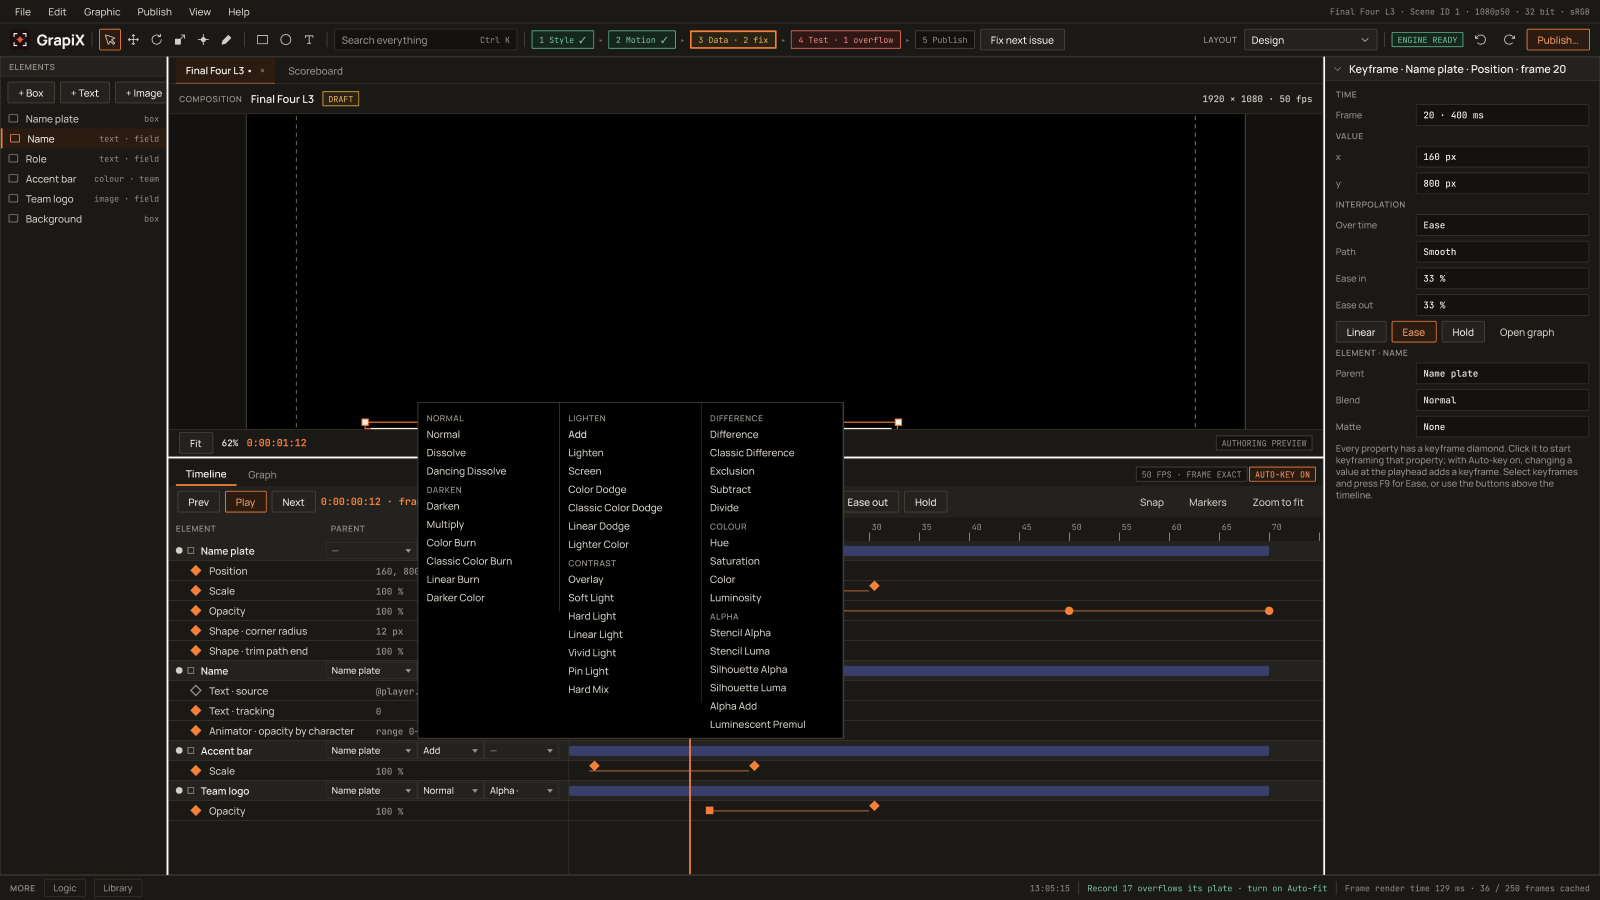 File Edit Graphic Publish View Help
Final Four L3 · Scene ID 1 · 1080p50 · 32 bit · sRGB
GrapiX
Search everything Ctrl K
1 Style ✓ 2 Motion ✓ 3 Data · 2 fix 4 Test · 1 overflow 5 Publish Fix next issue
LAYOUT Design ENGINE READY Publish...
ELEMENTS
+ Box + Text + Image
Name plate box
Name text · field
Role text · field
Accent bar colour · team
Team logo image · field
Background box
Final Four L3 • × Scoreboard
COMPOSITION Final Four L3 DRAFT 1920 × 1080 · 50 fps
Fit 62% 0:00:01:12 AUTHORING PREVIEW
Timeline Graph 50 FPS · FRAME EXACT AUTO-KEY ON
Prev Play Next 0:00:00:12 · fra Ease out Hold Snap Markers Zoom to fit
ELEMENT PARENT 30 35 40 45 50 55 60 65 70
Name plate —
Position 160, 800
Scale 100 %
Opacity 100 %
Shape · corner radius 12 px
Shape · trim path end 100 %
Name Name plate
Text · source @player.
Text · tracking 0
Animator · opacity by character range 0-
Accent bar Name plate Add —
Scale 100 %
Team logo Name plate Normal Alpha ·
Opacity 100 %
NORMAL
Normal
Dissolve
Dancing Dissolve
DARKEN
Darken
Multiply
Color Burn
Classic Color Burn
Linear Burn
Darker Color
LIGHTEN
Add
Lighten
Screen
Color Dodge
Classic Color Dodge
Linear Dodge
Lighter Color
CONTRAST
Overlay
Soft Light
Hard Light
Linear Light
Vivid Light
Pin Light
Hard Mix
DIFFERENCE
Difference
Classic Difference
Exclusion
Subtract
Divide
COLOUR
Hue
Saturation
Color
Luminosity
ALPHA
Stencil Alpha
Stencil Luma
Silhouette Alpha
Silhouette Luma
Alpha Add
Luminescent Premul
Keyframe · Name plate · Position · frame 20
TIME
Frame 20 · 400 ms
VALUE
x 160 px
y 800 px
INTERPOLATION
Over time Ease
Path Smooth
Ease in 33 %
Ease out 33 %
Linear Ease Hold Open graph
ELEMENT · NAME
Parent Name plate
Blend Normal
Matte None
Every property has a keyframe diamond. Click it to start
keyframing that property; with Auto-key on, changing a
value at the playhead adds a keyframe. Select keyframes
and press F9 for Ease, or use the buttons above the
timeline.
MORE Logic Library
13:05:15 Record 17 overflows its plate · turn on Auto-fit Frame render time 129 ms · 36 / 250 frames cached